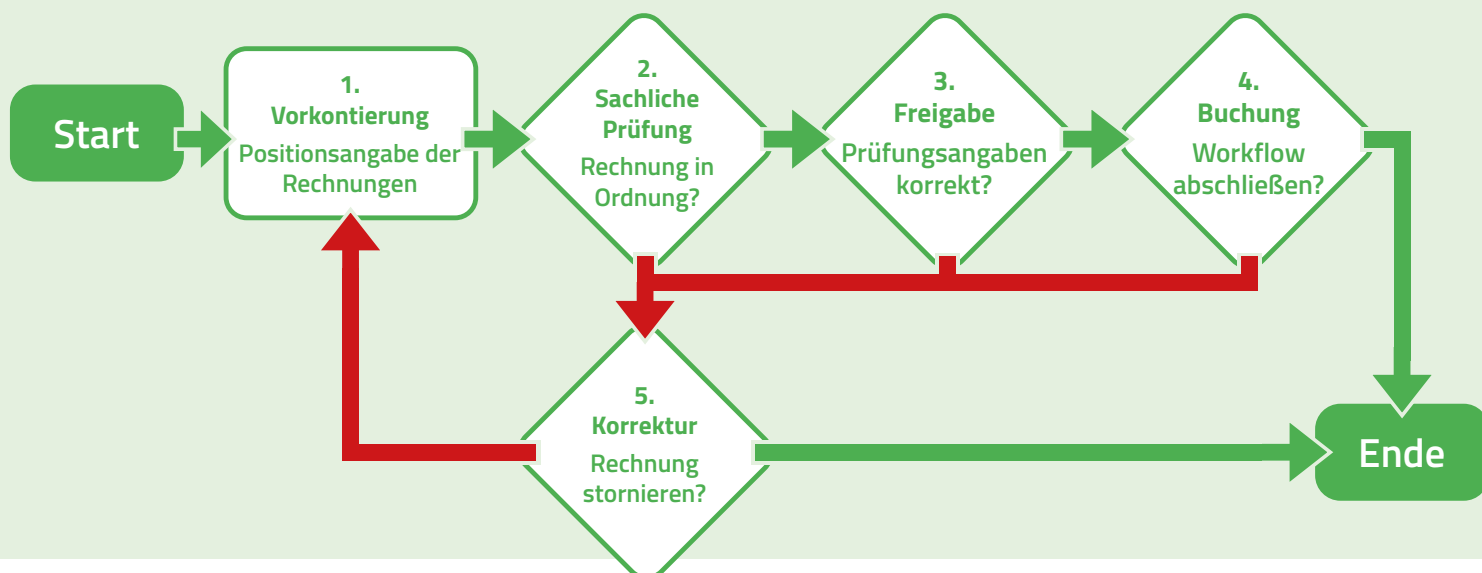 Start
1.
Vorkontierung
Positionsangabe der
Rechnungen
2.
Sachliche
Prüfung
Rechnung in
Ordnung?
3.
Freigabe
Prüfungsangaben
korrekt?
4.
Buchung
Workflow
abschließen?
5.
Korrektur
Rechnung
stornieren?
Ende